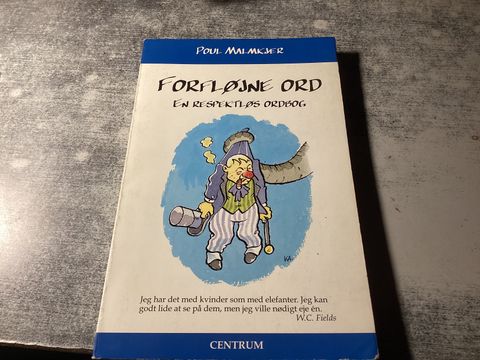 Poul Malmkjær
Forfløjne ord
En respektløs ordbog
KA.
Jeg har det med kvinder som med elefanter. Jeg kan
godt lide at se på dem, men jeg ville nødigt eje én.
W.C. Fields
CENTRUM